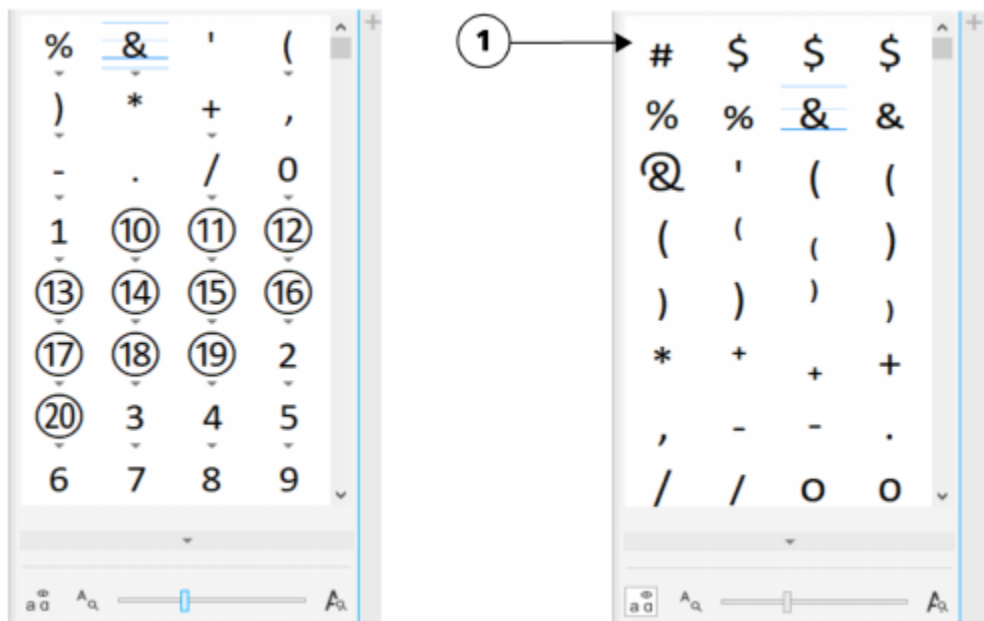 % & ' (
) * + ,
- . / 0
1 ⑩ ⑪ ⑫
⑬ ⑭ ⑮ ⑯
⑰ ⑱ ⑲ 2
⑳ 3 4 5
6 7 8 9
a a A A
1
# $ $ $
% % & &
& ' ( (
( ( ( )
) ) ) )
* + + +
, - - .
/ / o o
a a A A